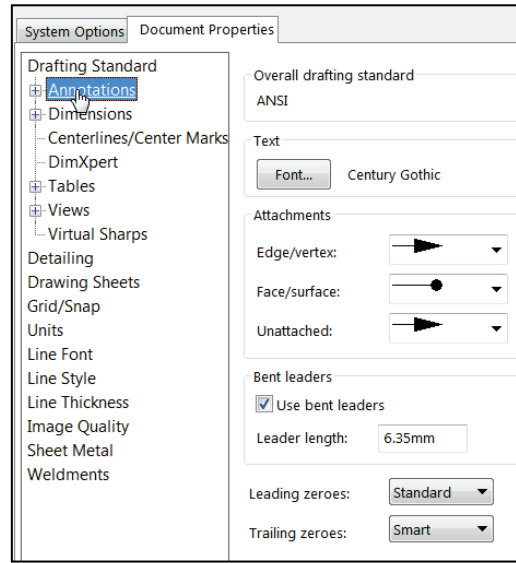 System Options
Document Properties
Drafting Standard
Annotations
Dimensions
Centerlines/Center Marks
DimXpert
Tables
Views
Virtual Sharps
Detailing
Drawing Sheets
Grid/Snap
Units
Line Font
Line Style
Line Thickness
Image Quality
Sheet Metal
Weldments
Overall drafting standard
ANSI
Text
Font... Century Gothic
Attachments
Edge/vertex:
Face/surface:
Unattached:
Bent leaders
Use bent leaders
Leader length: 6.35mm
Leading zeroes: Standard
Trailing zeroes: Smart